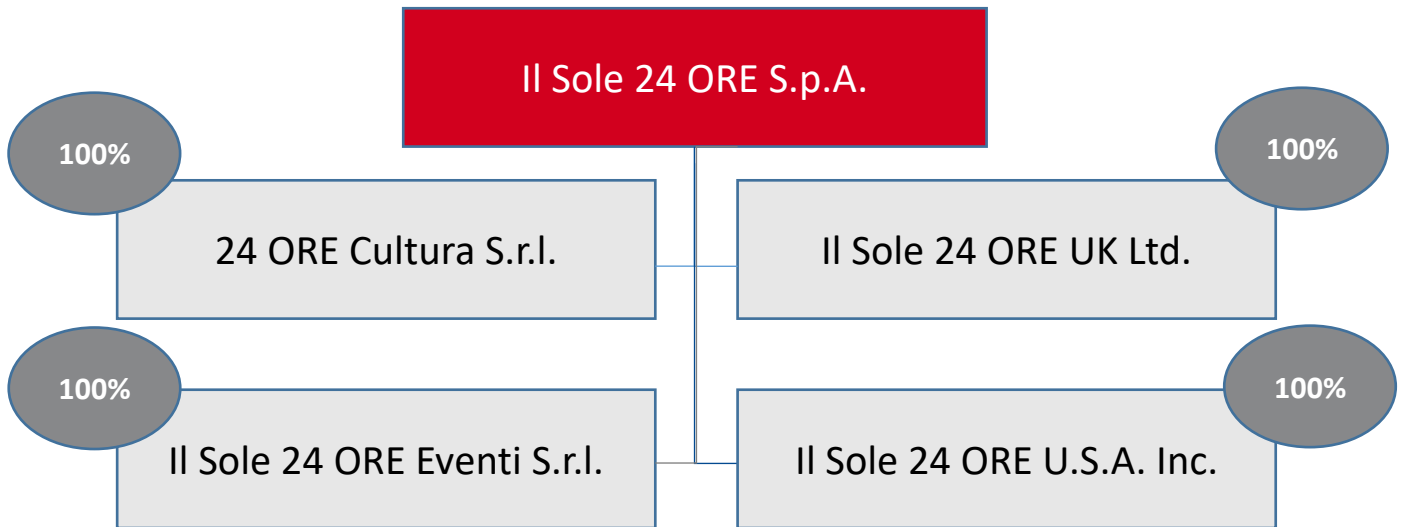 Il Sole 24 ORE S.p.A.
100%
100%
24 ORE Cultura S.r.l.
Il Sole 24 ORE UK Ltd.
100%
100%
Il Sole 24 ORE Eventi S.r.l.
Il Sole 24 ORE U.S.A. Inc.